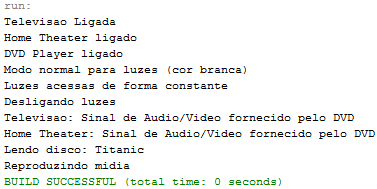 run:
Televisao Ligada
Home Theater ligado
DVD Player ligado
Modo normal para luzes (cor branca)
Luzes acessas de forma constante
Desligando luzes
Televisao: Sinal de Audio/Video fornecido pelo DVD
Home Theater: Sinal de Audio/Video fornecido pelo DVD
Lendo disco: Titanic
Reproduzindo midia
BUILD SUCCESSFUL (total time: 0 seconds)